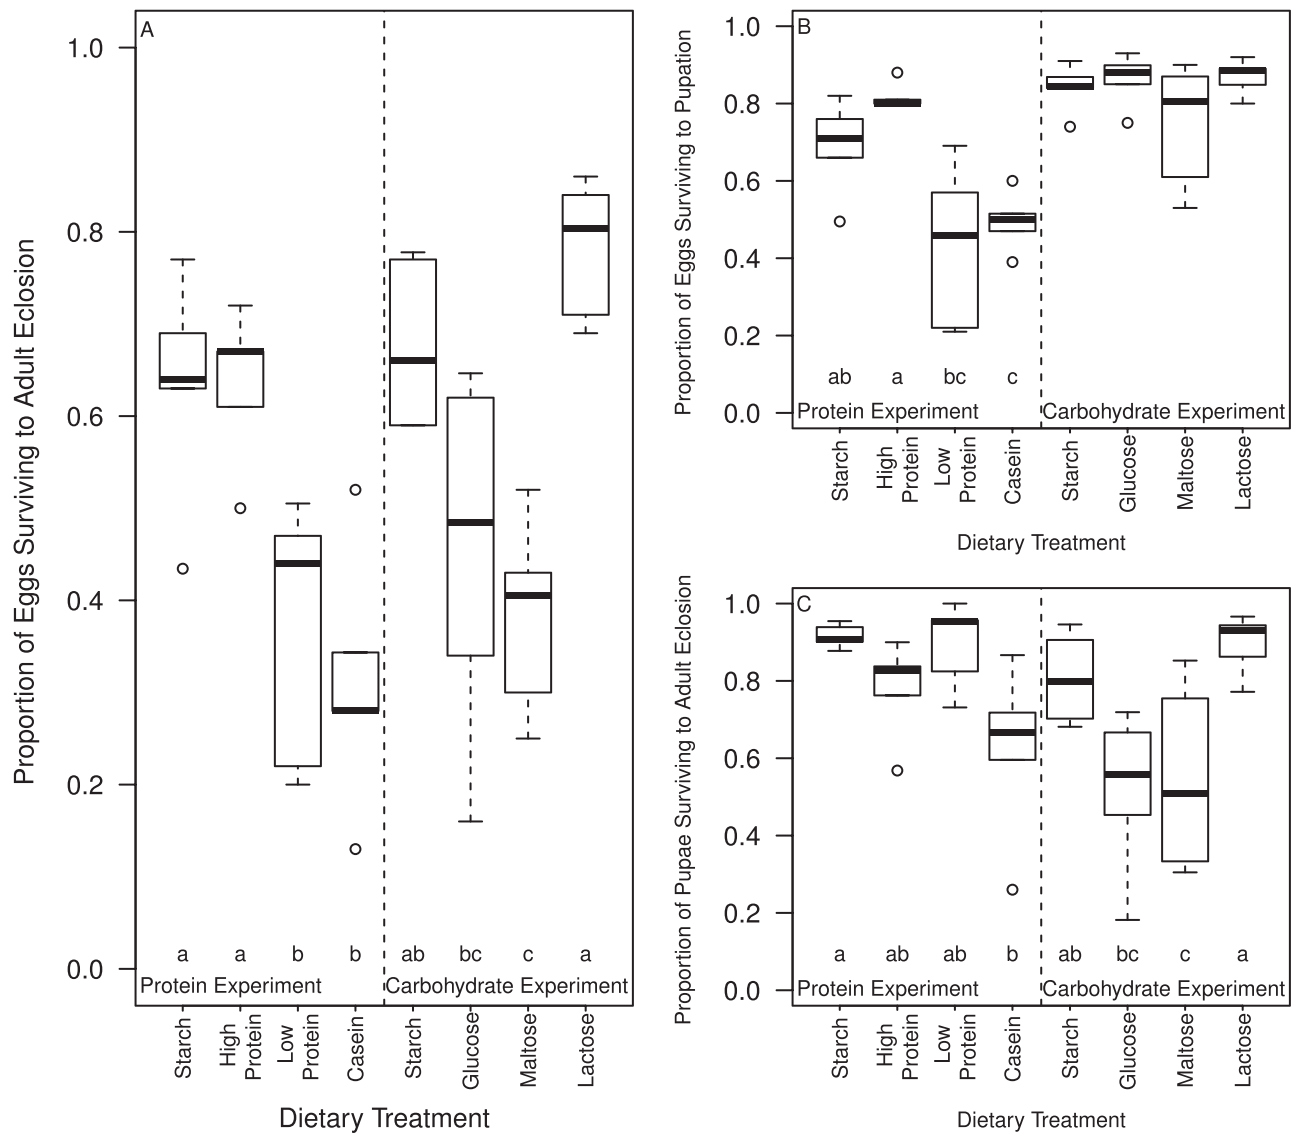 A
Proportion of Eggs Surviving to Adult Eclosion
1.0
0.8
0.6
0.4
0.2
0.0
a a b b ab bc c a
Protein Experiment Carbohydrate Experiment
Starch
High
Protein
Low
Protein
Casein
Starch
Glucose
Maltose
Lactose
Dietary Treatment
B
Proportion of Eggs Surviving to Pupation
1.0
0.8
0.6
0.4
0.2
0.0
ab a bc c
Protein Experiment Carbohydrate Experiment
Starch
High
Protein
Low
Protein
Casein
Starch
Glucose
Maltose
Lactose
Dietary Treatment
C
Proportion of Pupae Surviving to Adult Eclosion
1.0
0.8
0.6
0.4
0.2
0.0
a ab ab b ab bc c a
Protein Experiment Carbohydrate Experiment
Starch
High
Protein
Low
Protein
Casein
Starch
Glucose
Maltose
Lactose
Dietary Treatment